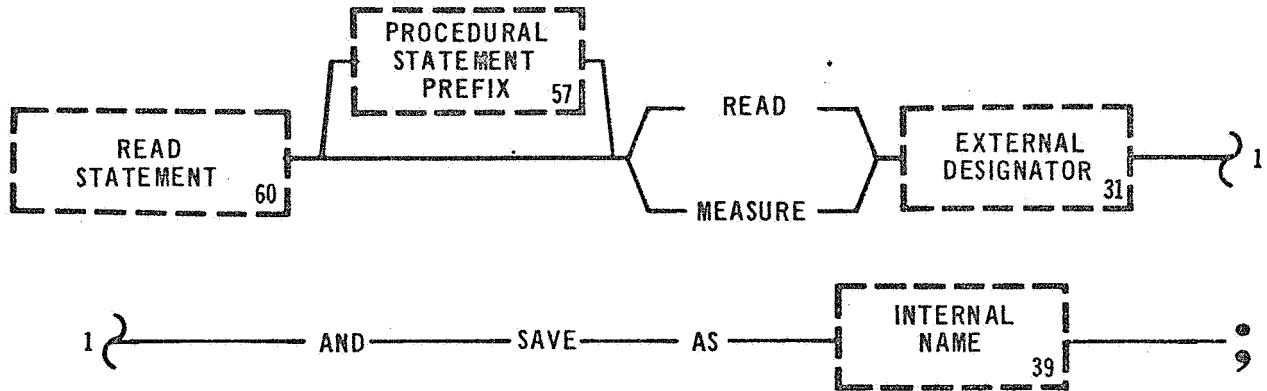 PROCEDURAL
STATEMENT
PREFIX
57
READ
STATEMENT
60
READ
MEASURE
EXTERNAL
DESIGNATOR
31
1
1
AND SAVE AS
INTERNAL
NAME
39
;